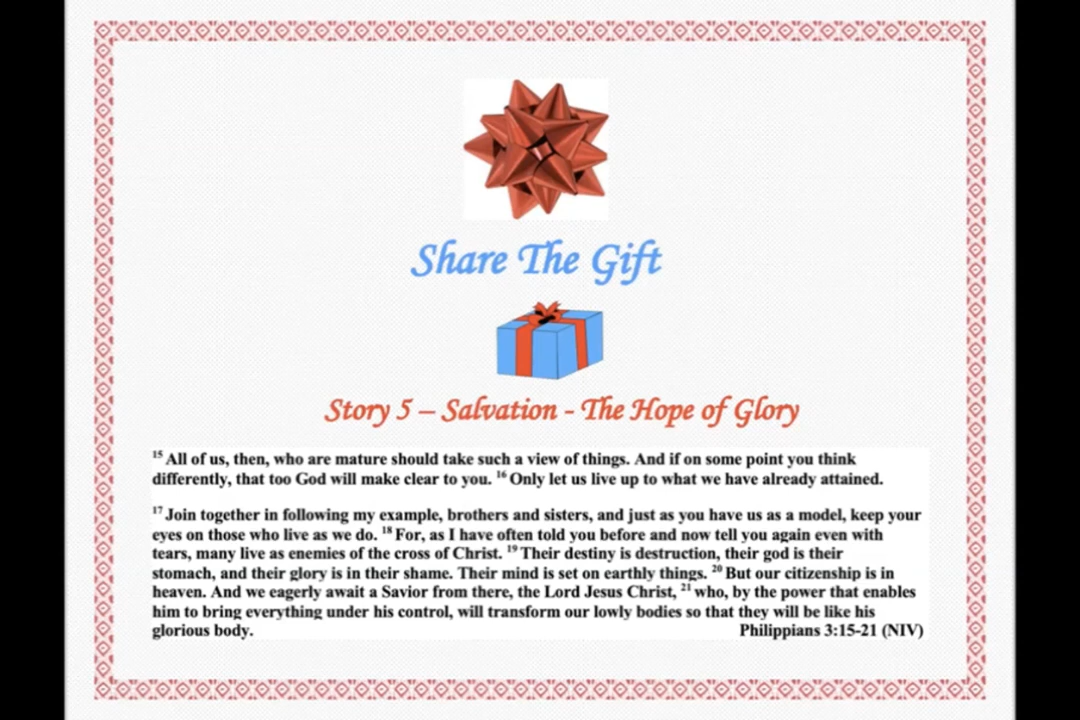 Share The Gift
Story 5 – Salvation - The Hope of Glory
¹⁵ All of us, then, who are mature should take such a view of things. And if on some point you think
differently, that too God will make clear to you. ¹⁶ Only let us live up to what we have already attained.
¹⁷ Join together in following my example, brothers and sisters, and just as you have us as a model, keep your
eyes on those who live as we do. ¹⁸ For, as I have often told you before and now tell you again even with
tears, many live as enemies of the cross of Christ. ¹⁹ Their destiny is destruction, their god is their
stomach, and their glory is in their shame. Their mind is set on earthly things. ²⁰ But our citizenship is in
heaven. And we eagerly await a Savior from there, the Lord Jesus Christ, ²¹ who, by the power that enables
him to bring everything under his control, will transform our lowly bodies so that they will be like his
glorious body. Philippians 3:15-21 (NIV)